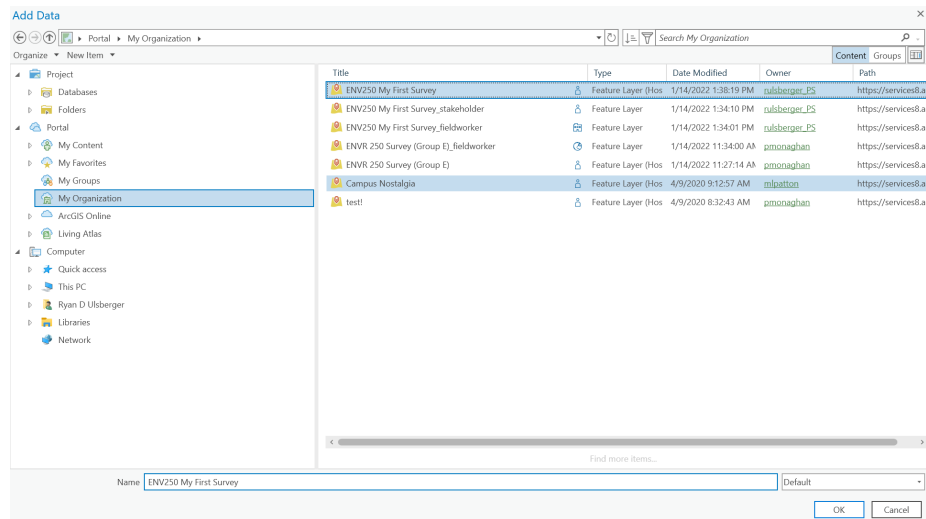 Add Data
Portal My Organization Search My Organization
Organize New Item Content Groups
Project
Databases
Folders
Portal
My Content
My Favorites
My Groups
My Organization
ArcGIS Online
Living Atlas
Computer
Quick access
This PC
Ryan D Ulsberger
Libraries
Network
Title Type Date Modified Owner Path
ENV250 My First Survey Feature Layer (Hos 1/14/2022 1:38:19 PM rulsberger_PS https://services8.a
ENV250 My First Survey_stakeholder Feature Layer 1/14/2022 1:34:10 PM rulsberger_PS https://services8.a
ENV250 My First Survey_fieldworker Feature Layer 1/14/2022 1:34:01 PM rulsberger_PS https://services8.a
ENVR 250 Survey (Group E)_fieldworker Feature Layer 1/14/2022 11:34:00 AM pmonaghan https://services8.a
ENVR 250 Survey (Group E) Feature Layer (Hos 1/14/2022 11:27:14 AM pmonaghan https://services8.a
Campus Nostalgia Feature Layer (Hos 4/9/2020 9:12:57 AM mlpatton https://services8.a
test! Feature Layer (Hos 4/9/2020 8:32:43 AM pmonaghan https://services8.a
Find more items...
Name ENV250 My First Survey Default
OK Cancel